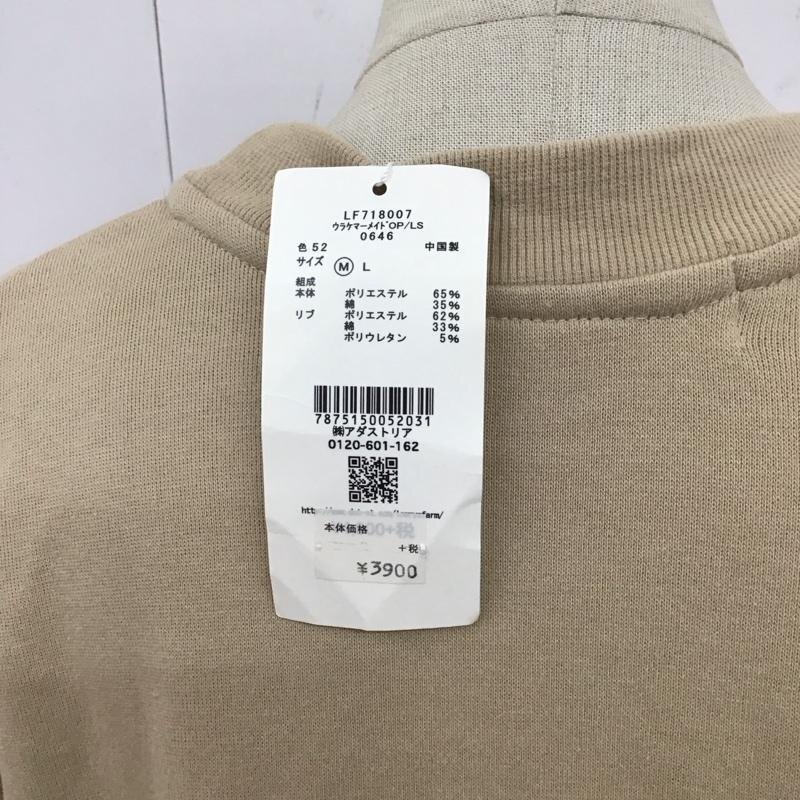 LF718007
ウラケマーメイドOP/LS
0646
色 52 中国製
サイズ M L
組成
本体 ポリエステル 65%
綿 35%
リブ ポリエステル 62%
綿 33%
ポリウレタン 5%
7875150052031
㈱アダストリア
0120-601-162
本体価格
+税
¥3900